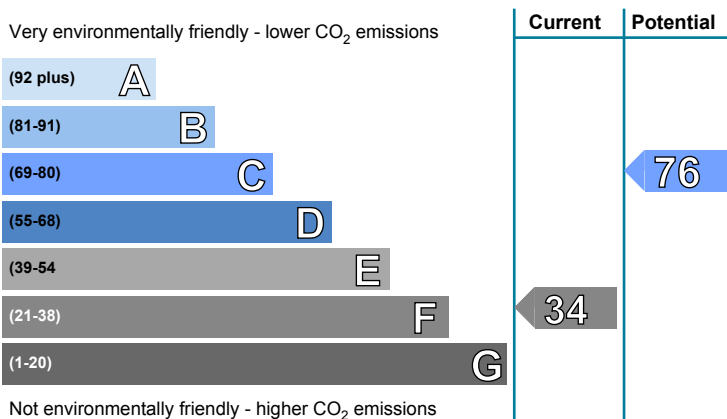 Current Potential
Very environmentally friendly - lower CO2 emissions
(92 plus) A
(81-91) B
(69-80) C 76
(55-68) D
(39-54 E
(21-38) F 34
(1-20) G
Not environmentally friendly - higher CO2 emissions